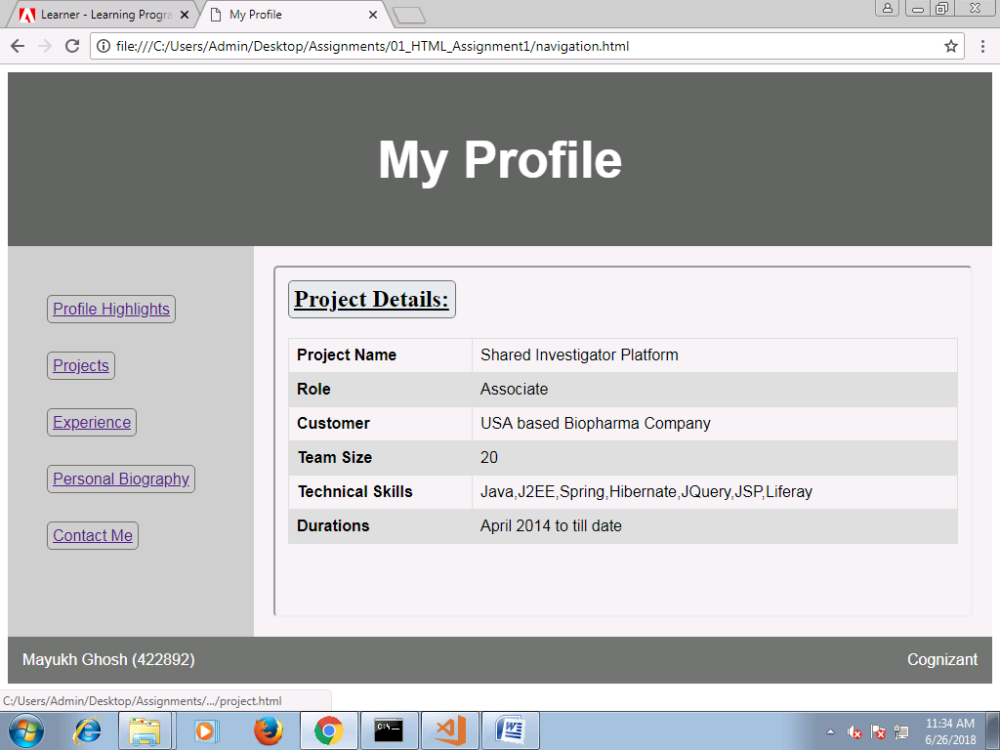 Learner - Learning Progra
My Profile
file:///C:/Users/Admin/Desktop/Assignments/01_HTML_Assignment1/navigation.html
My Profile
Profile Highlights
Projects
Experience
Personal Biography
Contact Me
Project Details:
Project Name Shared Investigator Platform
Role Associate
Customer USA based Biopharma Company
Team Size 20
Technical Skills Java,J2EE,Spring,Hibernate,JQuery,JSP,Liferay
Durations April 2014 to till date
Mayukh Ghosh (422892) Cognizant
C:/Users/Admin/Desktop/Assignments/.../project.html
11:34 AM
6/26/2018